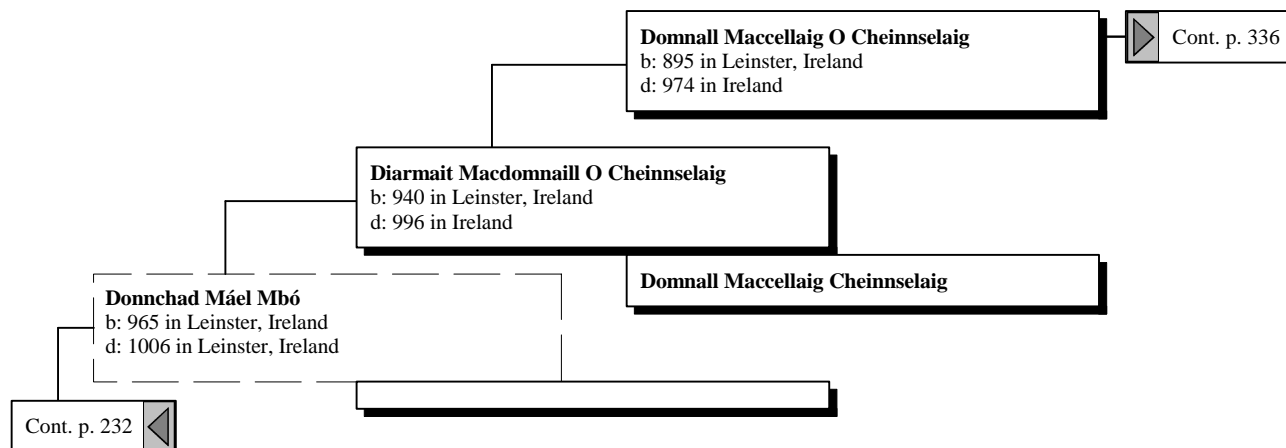 Domnall Maccellaig O Cheinnselaig
b: 895 in Leinster, Ireland
d: 974 in Ireland
Cont. p. 336
Diarmait Macdomnaill O Cheinnselaig
b: 940 in Leinster, Ireland
d: 996 in Ireland
Domnall Maccellaig Cheinnselaig
Donnchad Máel Mbó
b: 965 in Leinster, Ireland
d: 1006 in Leinster, Ireland
Cont. p. 232